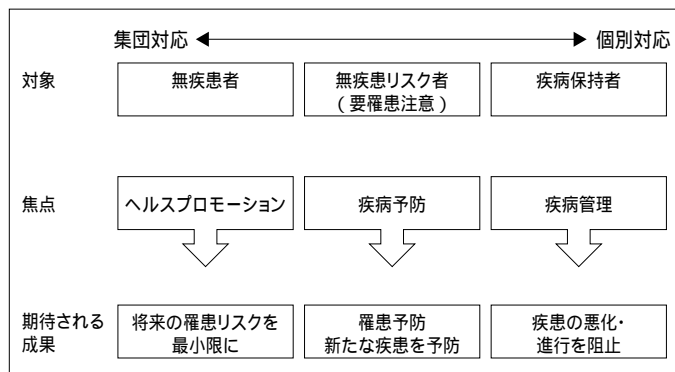 集団対応 個別対応
対象 無疾患者 無疾患リスク者 疾病保持者
(要罹患注意)
焦点 ヘルスプロモーション 疾病予防 疾病管理
期待される 将来の罹患リスクを 罹患予防 疾患の悪化・
成果 最小限に 新たな疾患を予防 進行を阻止